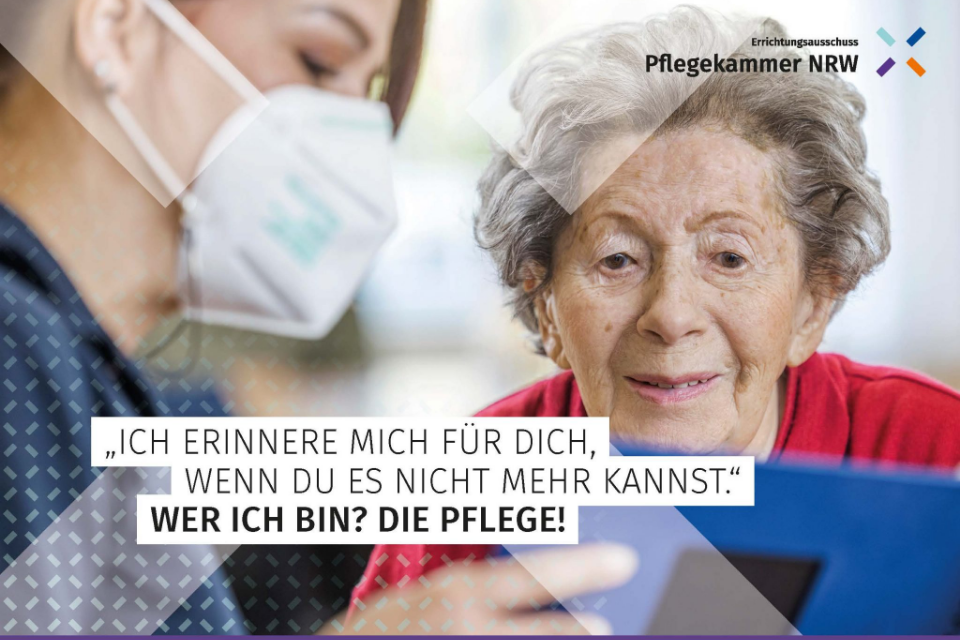 Errichtungsausschuss
Pflegekammer NRW
„ICH ERINNERE MICH FÜR DICH,
WENN DU ES NICHT MEHR KANNST.“
WER ICH BIN? DIE PFLEGE!